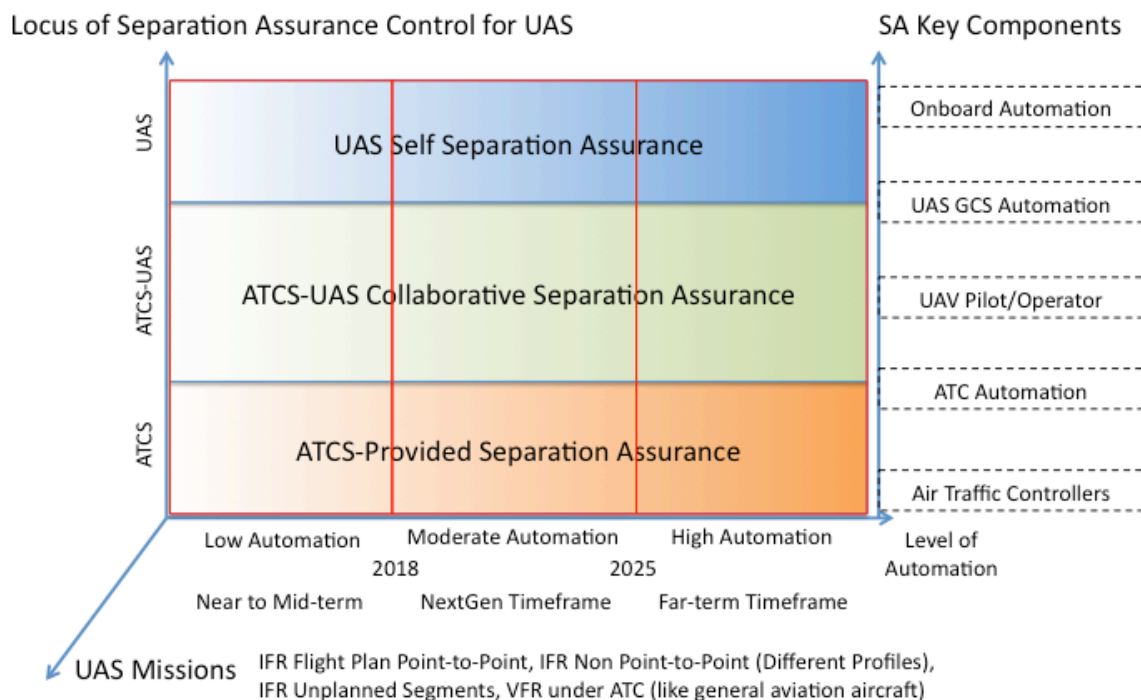 Locus of Separation Assurance Control for UAS
SA Key Components
UAS
UAS Self Separation Assurance
Onboard Automation
UAS GCS Automation
ATCS-UAS
ATCS-UAS Collaborative Separation Assurance
UAV Pilot/Operator
ATC Automation
ATCS
ATCS-Provided Separation Assurance
Air Traffic Controllers
Low Automation
Moderate Automation
High Automation
Level of
Automation
2018
2025
Near to Mid-term
NextGen Timeframe
Far-term Timeframe
UAS Missions
IFR Flight Plan Point-to-Point, IFR Non Point-to-Point (Different Profiles),
IFR Unplanned Segments, VFR under ATC (like general aviation aircraft)